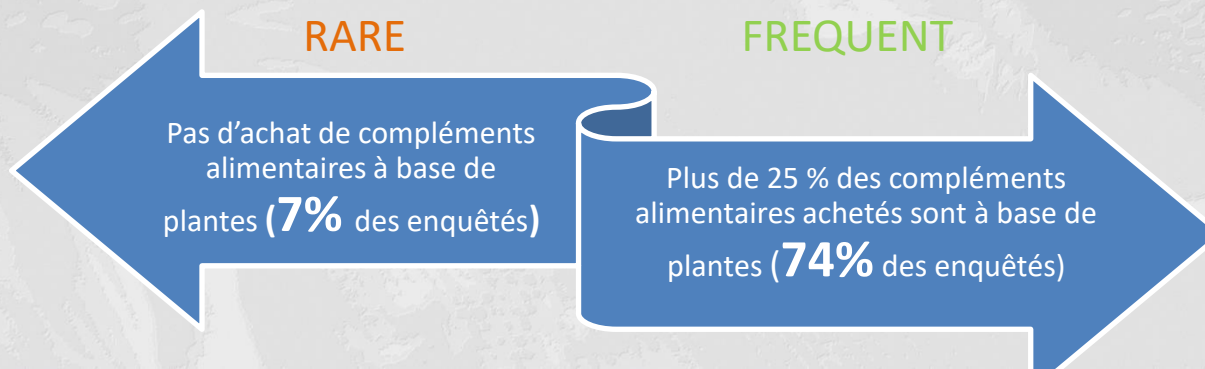 RARE
Pas d’achat de compléments
alimentaires à base de
plantes (7% des enquêtés)
FREQUENT
Plus de 25 % des compléments
alimentaires achetés sont à base de
plantes (74% des enquêtés)